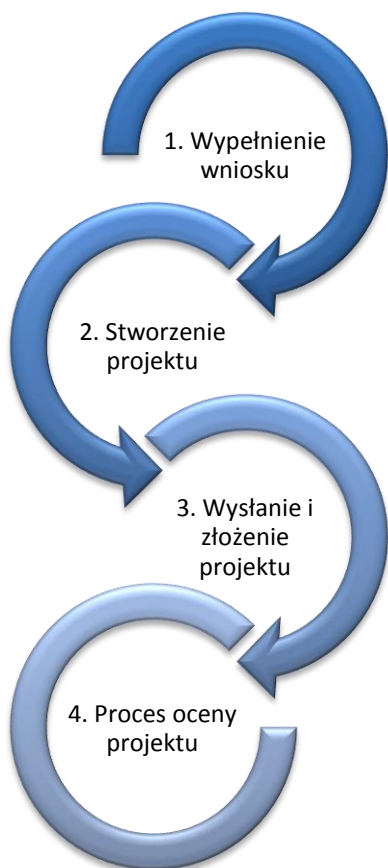 1. Wypełnienie
wniosku
2. Stworzenie
projektu
3. Wysłanie i
złożenie
projektu
4. Proces oceny
projektu